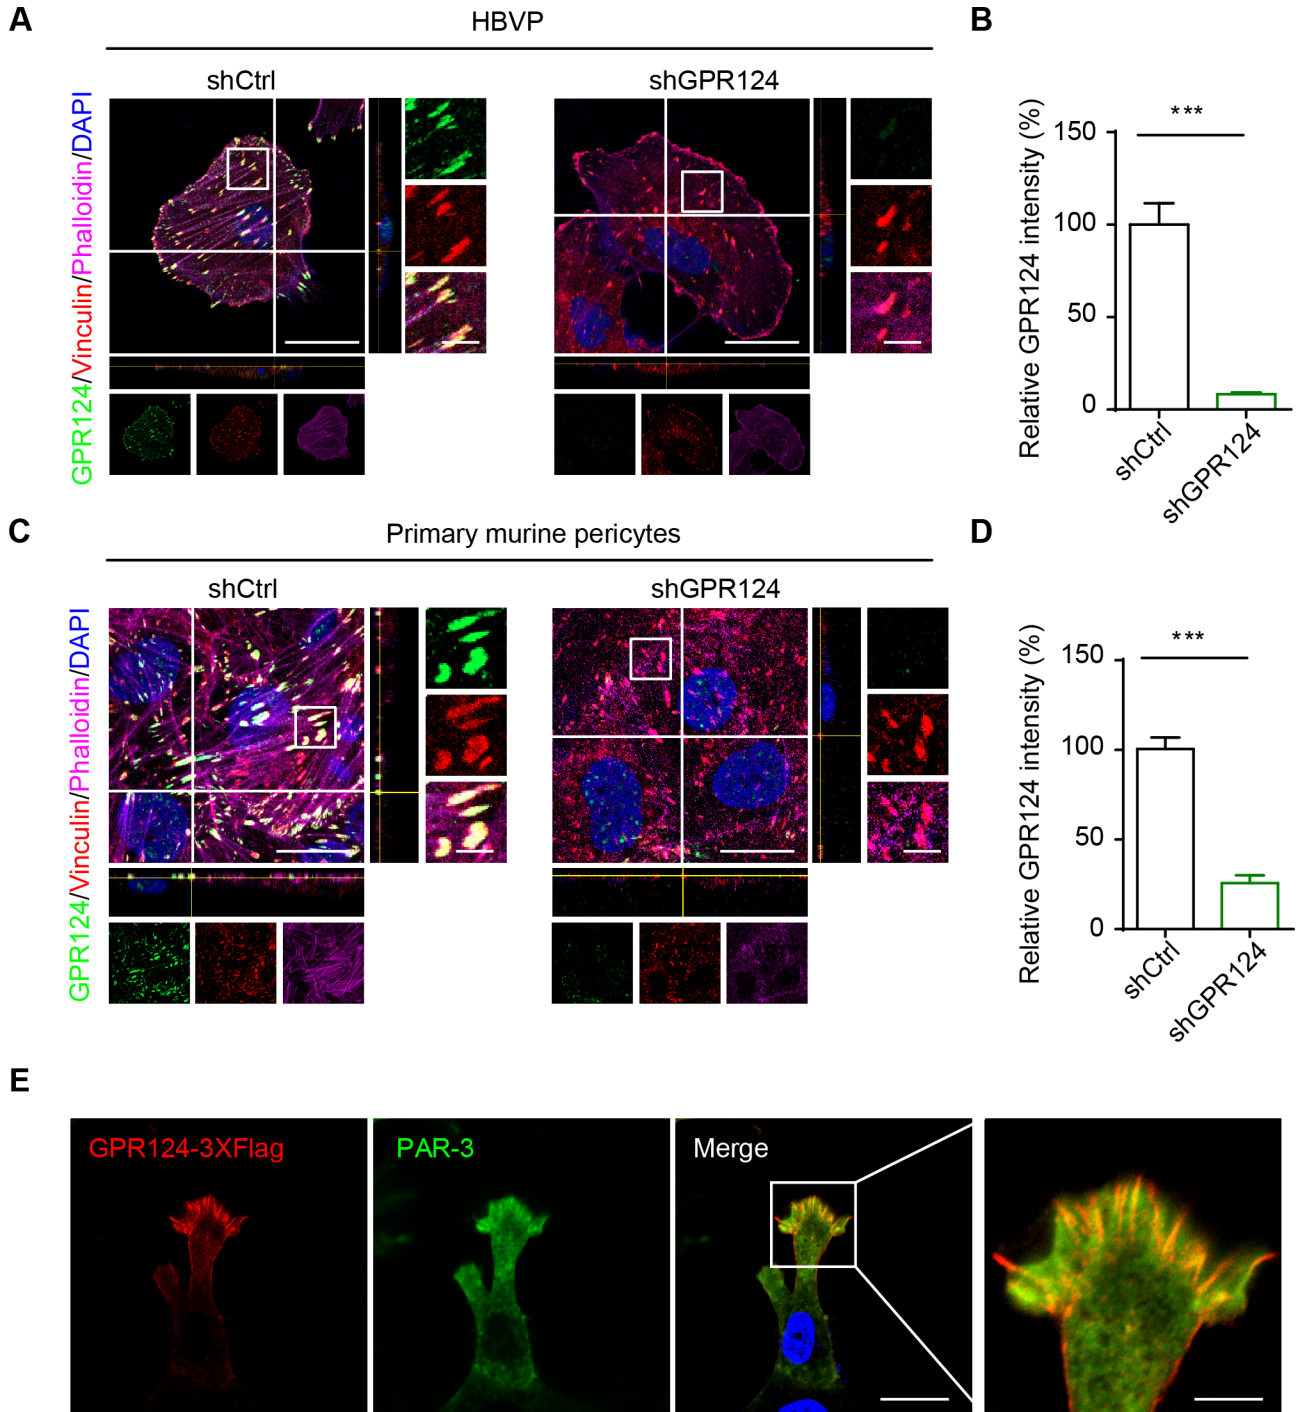 A
HBVP
shCtrl
shGPR124
GPR124/Vinculin/Phalloidin/DAPI
B
Relative GPR124 intensity (%)
150
100
50
0
***
shCtrl
shGPR124
C
Primary murine pericytes
shCtrl
shGPR124
GPR124/Vinculin/Phalloidin/DAPI
D
Relative GPR124 intensity (%)
150
100
50
0
***
shCtrl
shGPR124
E
GPR124-3XFlag
PAR-3
Merge